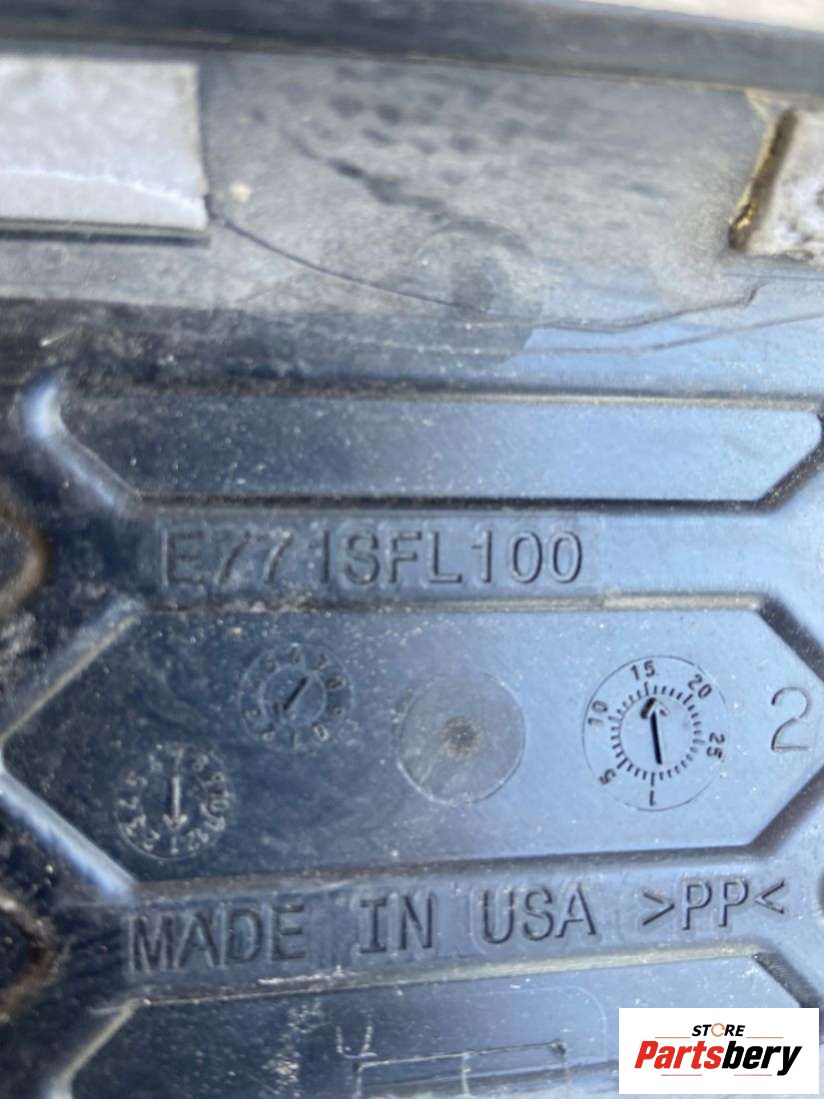 E771SFL100
15
20
10
25
5
1
2
MADE IN USA >PP<
STORE
Partsbery